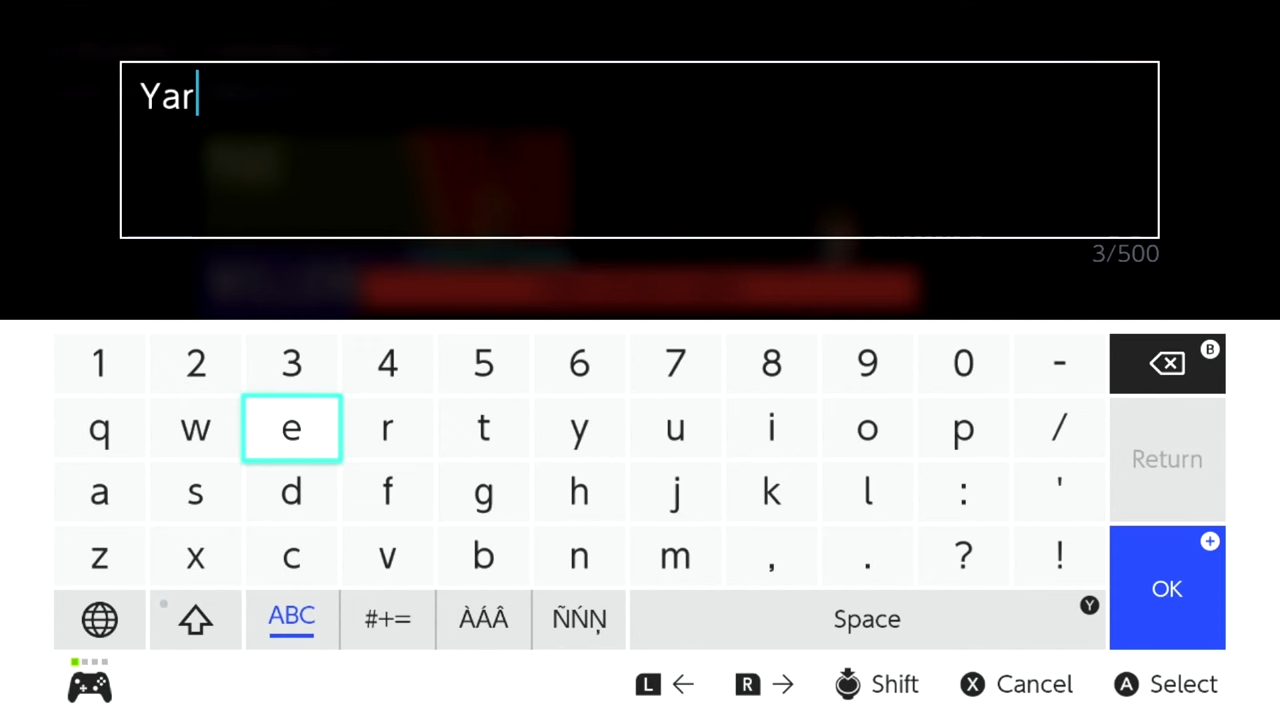 Yar
3/500
1 2 3 4 5 6 7 8 9 0 - B
q w e r t y u i o p / Return
a s d f g h j k l : '
z x c v b n m , . ? ! + OK
ABC #+= ÀÁÂ ÑŃŅ Space Y
L ← R → Shift X Cancel A Select